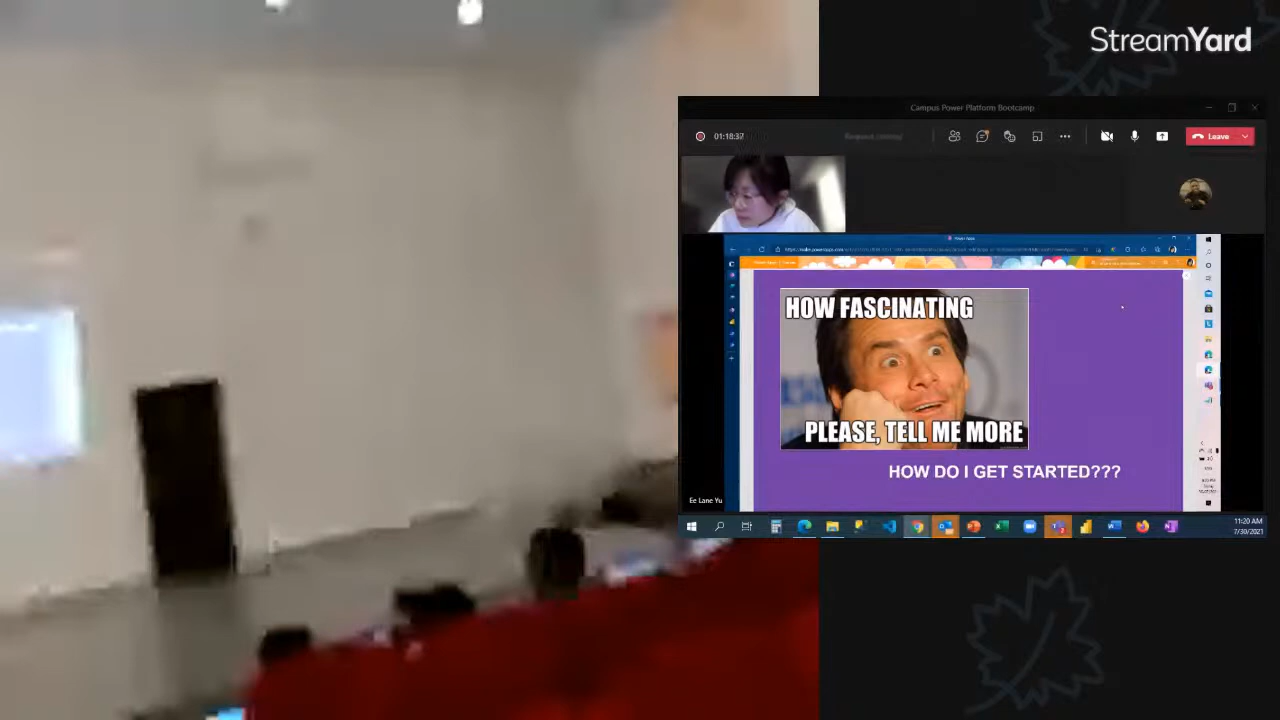 StreamYard
Campus Power Platform Bootcamp
01:18:37
Leave
HOW FASCINATING
PLEASE, TELL ME MORE
HOW DO I GET STARTED???
Ee Lane Yu
11:20 AM
7/30/2021